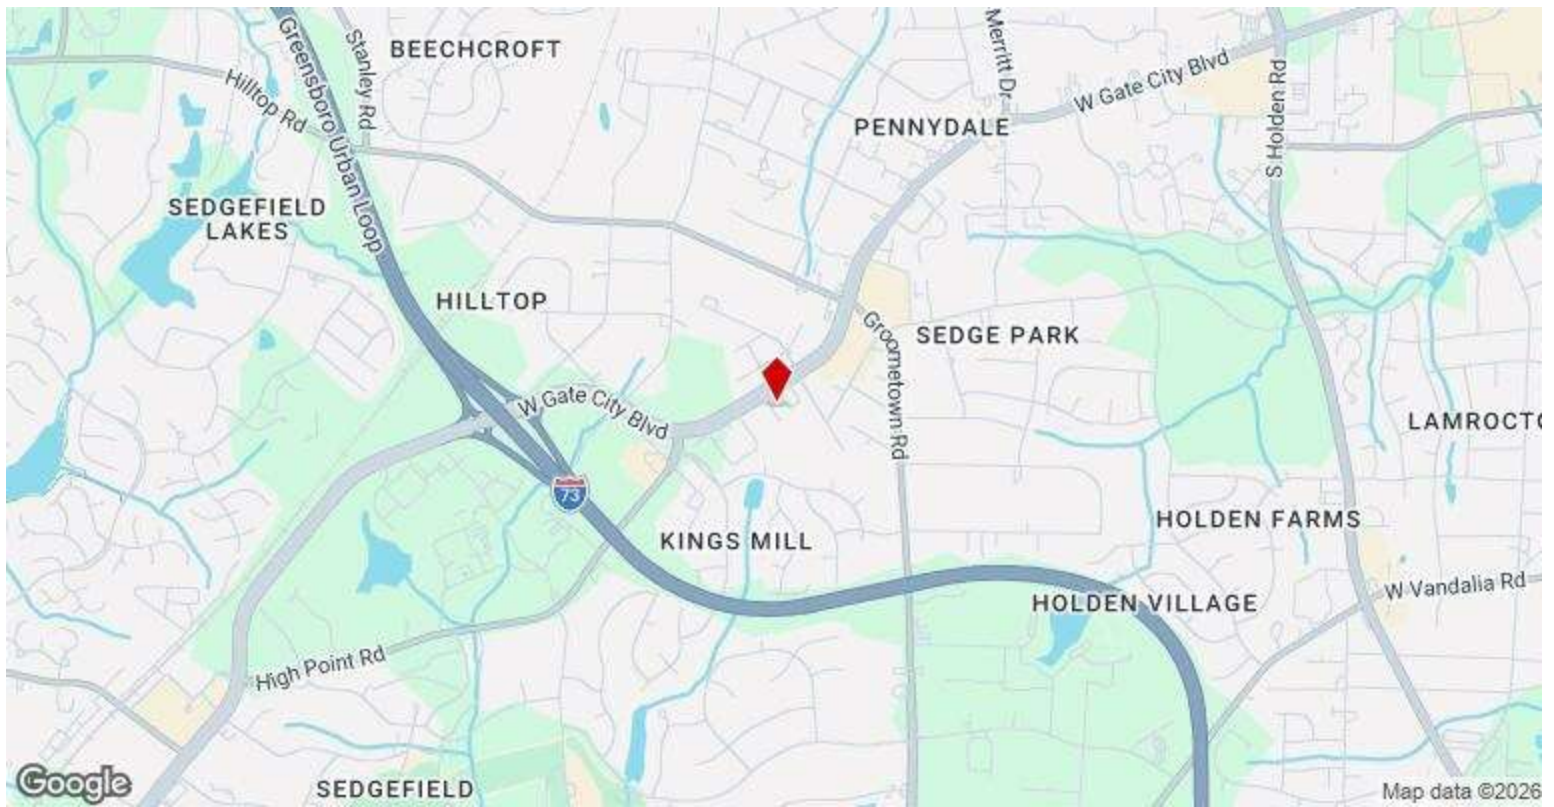 BEECHCROFT
Stanley Rd
Greensboro Urban Loop
Hilltop Rd
Merritt Dr
W Gate City Blvd
S Holden Rd
PENNYDALE
SEDGEFIELD
LAKES
HILLTOP
Groometown Rd
SEDGE PARK
W Gate City Blvd
LAMROCTO
73
KINGS MILL
HOLDEN FARMS
W Vandalia Rd
HOLDEN VILLAGE
High Point Rd
SEDGEFIELD
Google
Map data ©2026